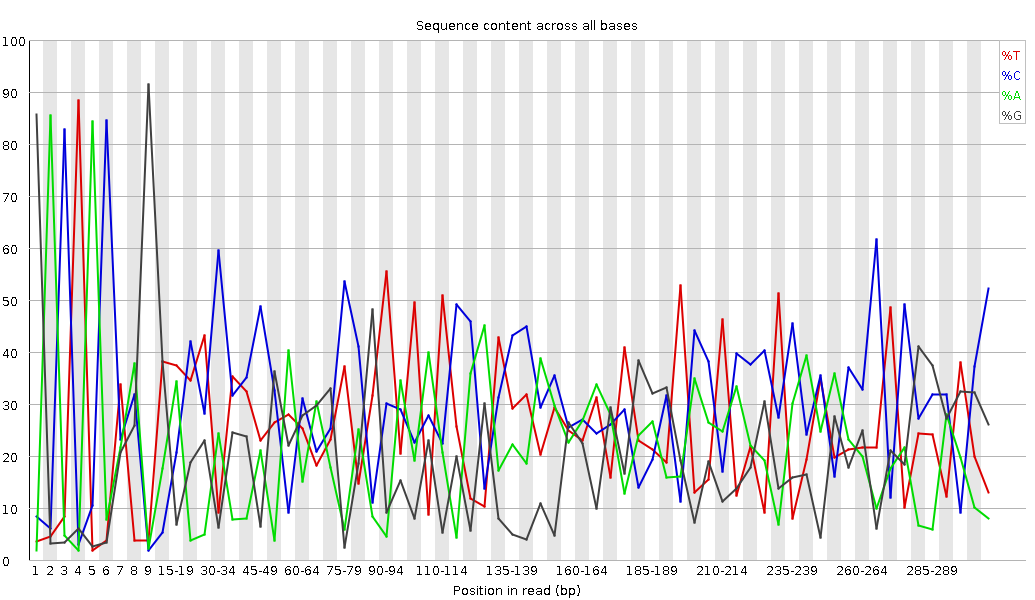 Sequence content across all bases
100
90
80
70
60
50
40
30
20
10
0
%T
%C
%A
%G
1 2 3 4 5 6 7 8 9 15-19 30-34 45-49 60-64 75-79 90-94 110-114 135-139 160-164 185-189 210-214 235-239 260-264 285-289
Position in read (bp)